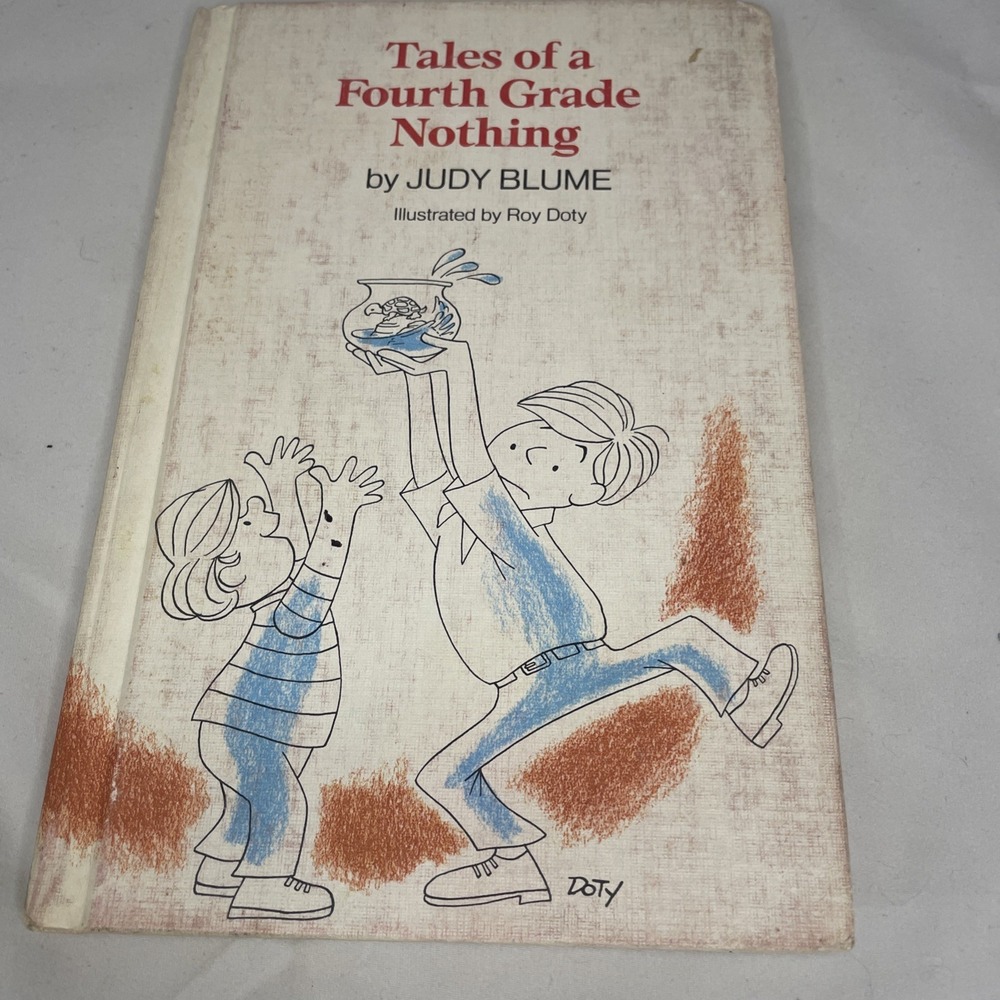 Tales of a
Fourth Grade
Nothing
by JUDY BLUME
Illustrated by Roy Doty
DOTY